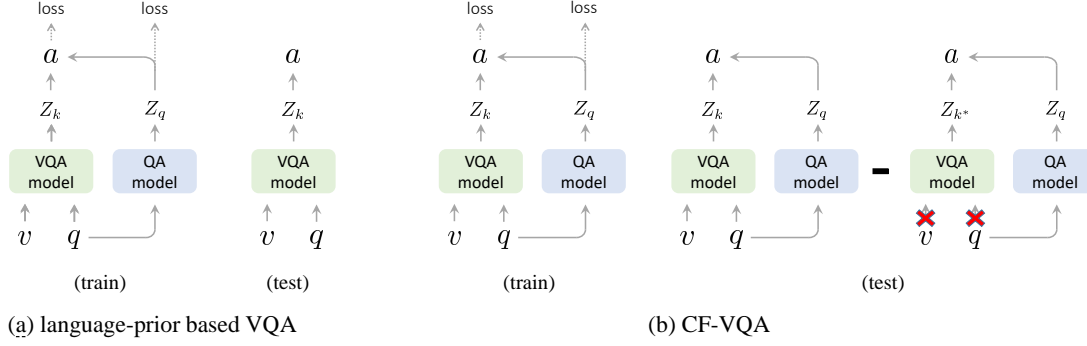 loss loss loss loss
a a a a a
Z_k Z_q Z_k Z_k Z_q Z_k Z_q Z_{k*} Z_q
VQA model QA model VQA model VQA model QA model VQA model QA model - VQA model QA model
v q v q v q v q v q
(train) (test) (train) (test)
(a) language-prior based VQA (b) CF-VQA